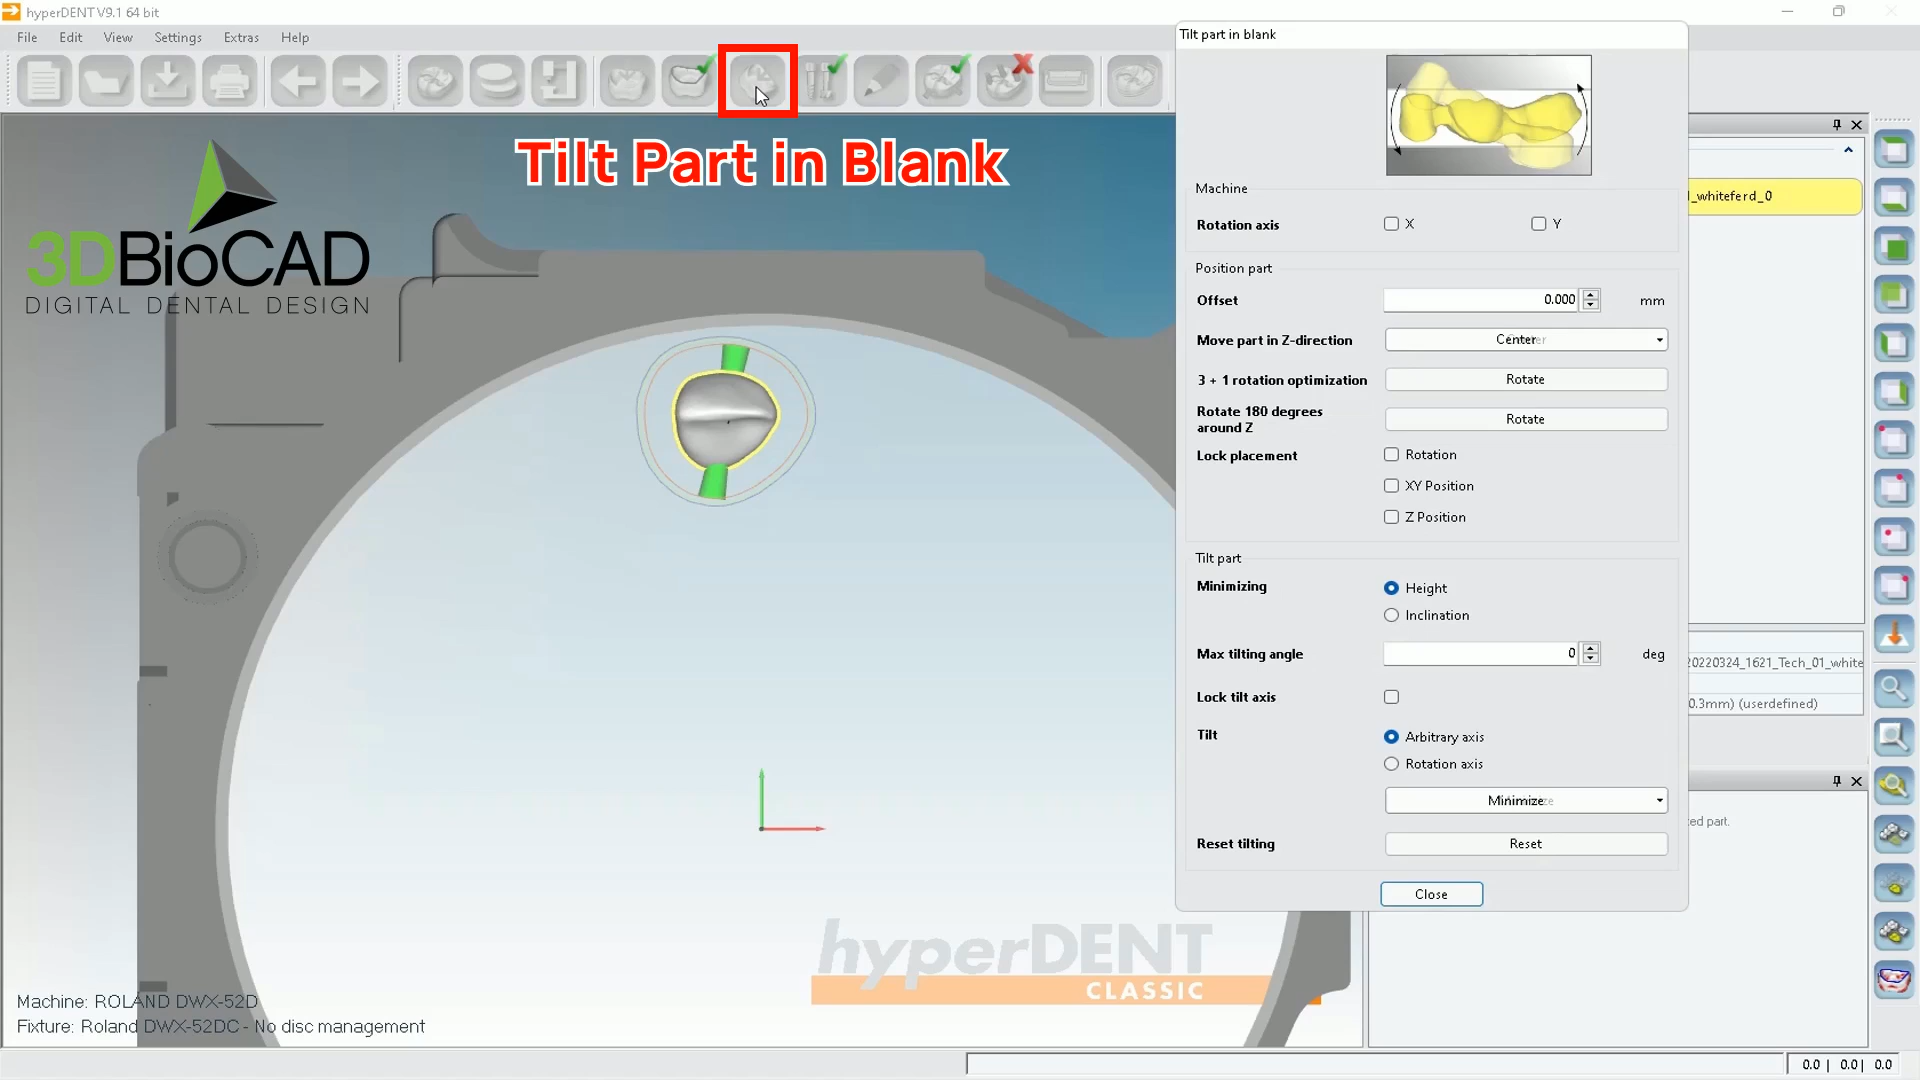 hyperDENT V9.1 64 bit
File Edit View Settings Extras Help
Tilt Part in Blank
3DBioCAD
DIGITAL DENTAL DESIGN
Tilt part in blank
Machine
Rotation axis X Y
Position part
Offset 0.000 mm
Move part in Z-direction Center
3 + 1 rotation optimization Rotate
Rotate 180 degrees
around Z Rotate
Lock placement Rotation
XY Position
Z Position
Tilt part
Minimizing Height
Inclination
Max tilting angle 0 deg
Lock tilt axis
Tilt Arbitrary axis
Rotation axis
Minimize
Reset tilting Reset
Close
_whiteferd_0
20220324_1621_Tech_01_white
0.3mm) (userdefined)
part.
hyperDENT
CLASSIC
Machine: ROLAND DWX-52D
Fixture: Roland DWX-52DC - No disc management
0.0 | 0.0 | 0.0